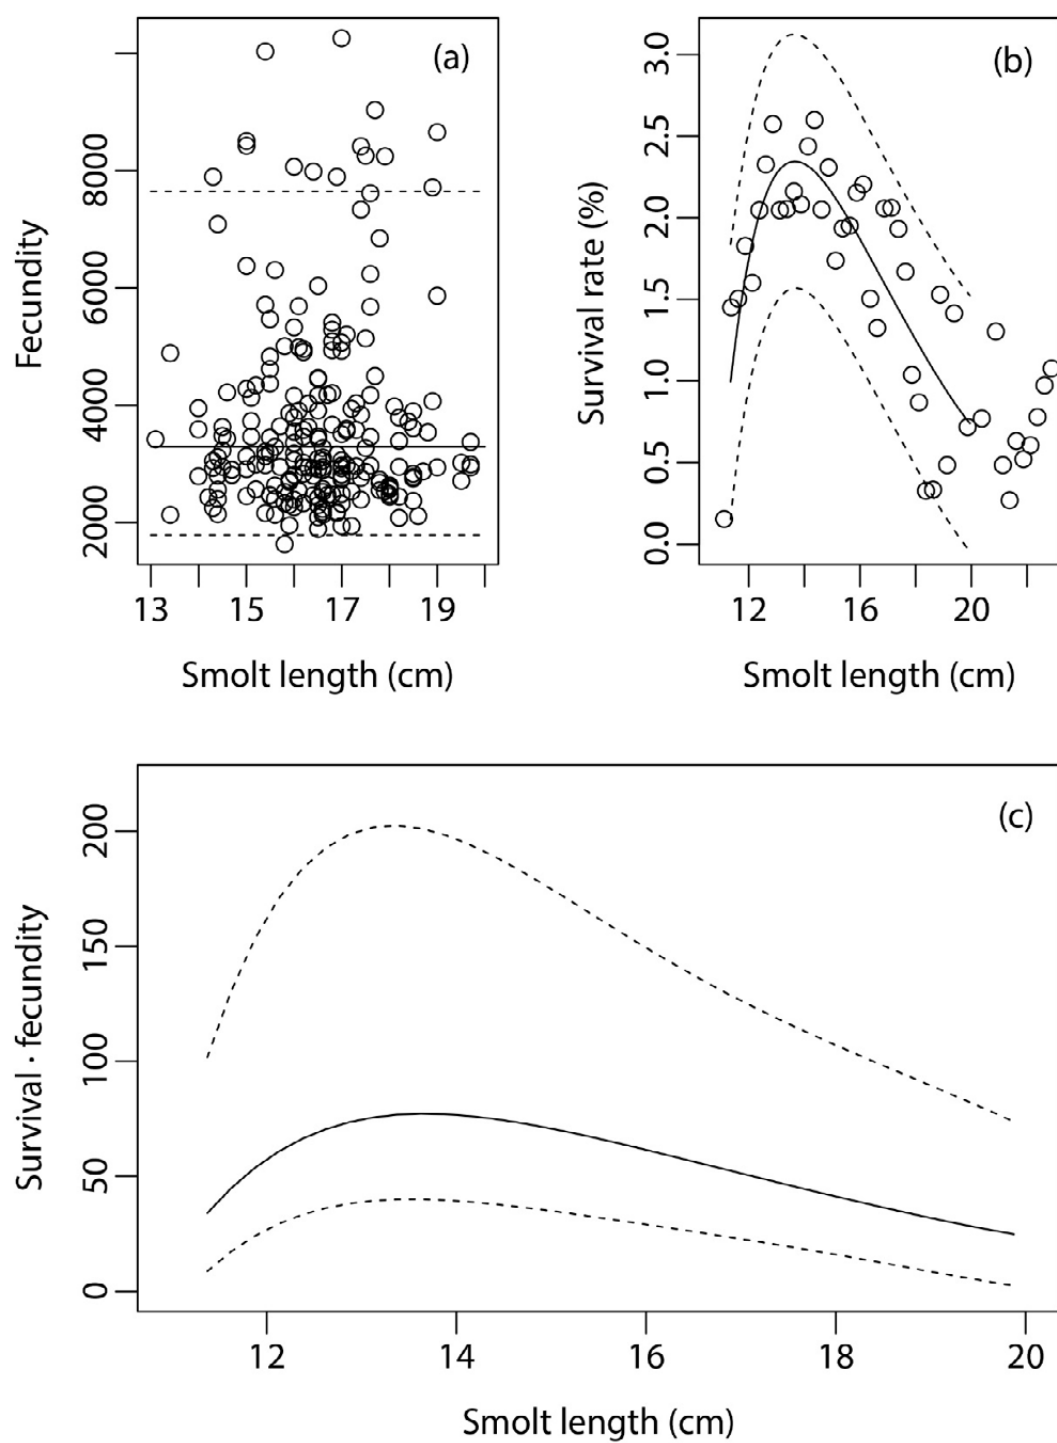 (a)
Fecundity
8000
6000
4000
2000
13 15 17 19
Smolt length (cm)
(b)
Survival rate (%)
3.0
2.5
2.0
1.5
1.0
0.5
0.0
12 16 20
Smolt length (cm)
(c)
Survival · fecundity
200
150
100
50
0
12 14 16 18 20
Smolt length (cm)